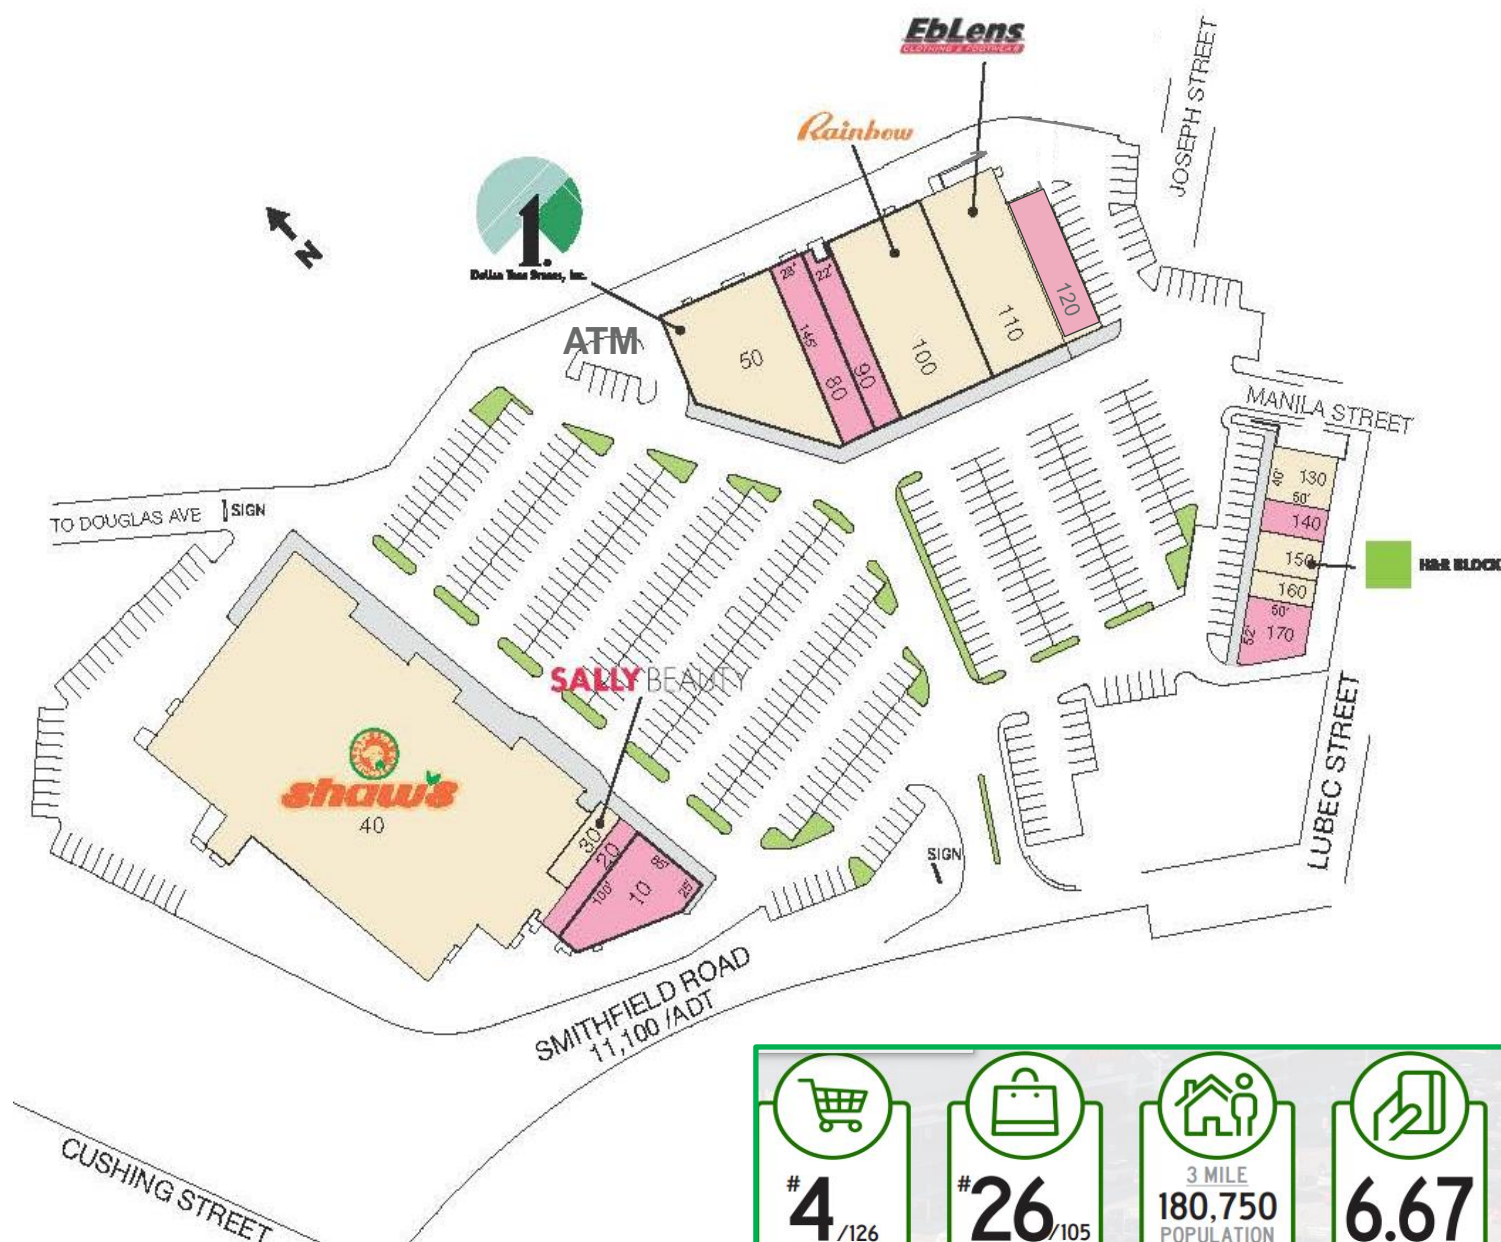 EbLens
CLOTHING & FOOTWEAR
JOSEPH STREET
Rainbow
1.
Dollar Tree Stores, Inc.
N
ATM
28'
22'
145'
50
80
90
100
110
120
MANILA STREET
TO DOUGLAS AVE
SIGN
40'
130
50'
140
150
160
50'
52'
170
H&R BLOCK
SALLY BEAUTY
shaw's
40
30
20
10
100'
85'
25'
SIGN
LUBEC STREET
SMITHFIELD ROAD
11,100 /ADT
CUSHING STREET
#4/126
#26/105
3 MILE
180,750
POPULATION
6.67